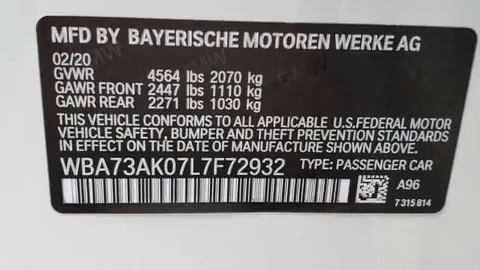 MFD BY BAYERISCHE MOTOREN WERKE AG
02/20
GVWR 4564 lbs 2070 kg
GAWR FRONT 2447 lbs 1110 kg
GAWR REAR 2271 lbs 1030 kg
THIS VEHICLE CONFORMS TO ALL APPLICABLE U.S.FEDERAL MOTOR
VEHICLE SAFETY, BUMPER AND THEFT PREVENTION STANDARDS
IN EFFECT ON THE DATE OF MANUFACTURE SHOWN ABOVE.
WBA73AK07L7F72932 TYPE: PASSENGER CAR
A96
7 315 814